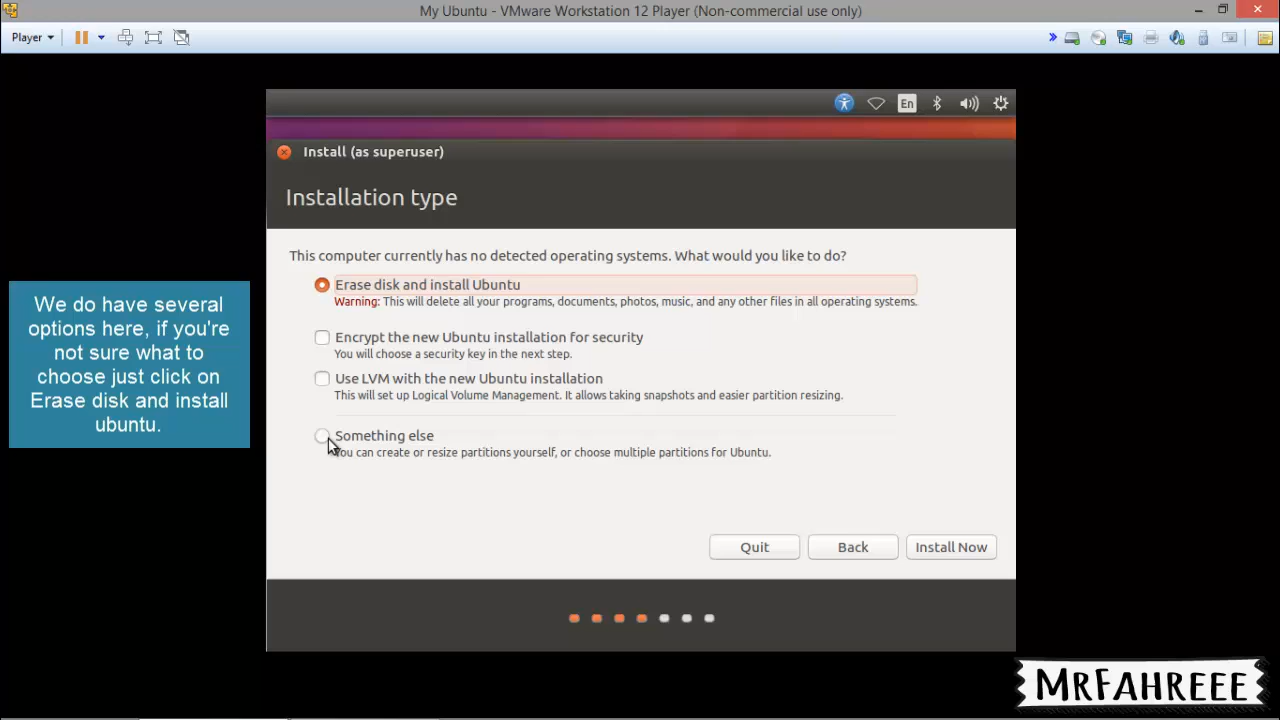 My Ubuntu - VMware Workstation 12 Player (Non-commercial use only)
Player
En
Install (as superuser)
Installation type
This computer currently has no detected operating systems. What would you like to do?
Erase disk and install Ubuntu
Warning: This will delete all your programs, documents, photos, music, and any other files in all operating systems.
Encrypt the new Ubuntu installation for security
You will choose a security key in the next step.
Use LVM with the new Ubuntu installation
This will set up Logical Volume Management. It allows taking snapshots and easier partition resizing.
Something else
You can create or resize partitions yourself, or choose multiple partitions for Ubuntu.
Quit
Back
Install Now
We do have several
options here, if you're
not sure what to
choose just click on
Erase disk and install
ubuntu.
MrFahreee